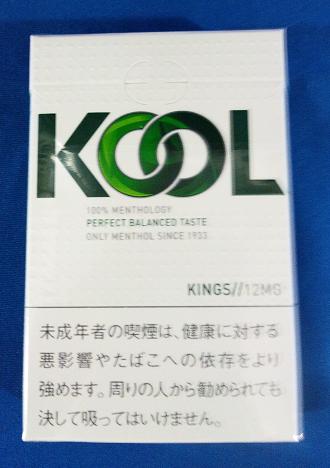 KOOL
100% MENTHOLOGY
PERFECT BALANCED TASTE
ONLY MENTHOL SINCE 1933
KINGS//12MG
未成年者の喫煙は、健康に対する
悪影響やたばこへの依存をより
強めます。周りの人から勧められても
決して吸ってはいけません。